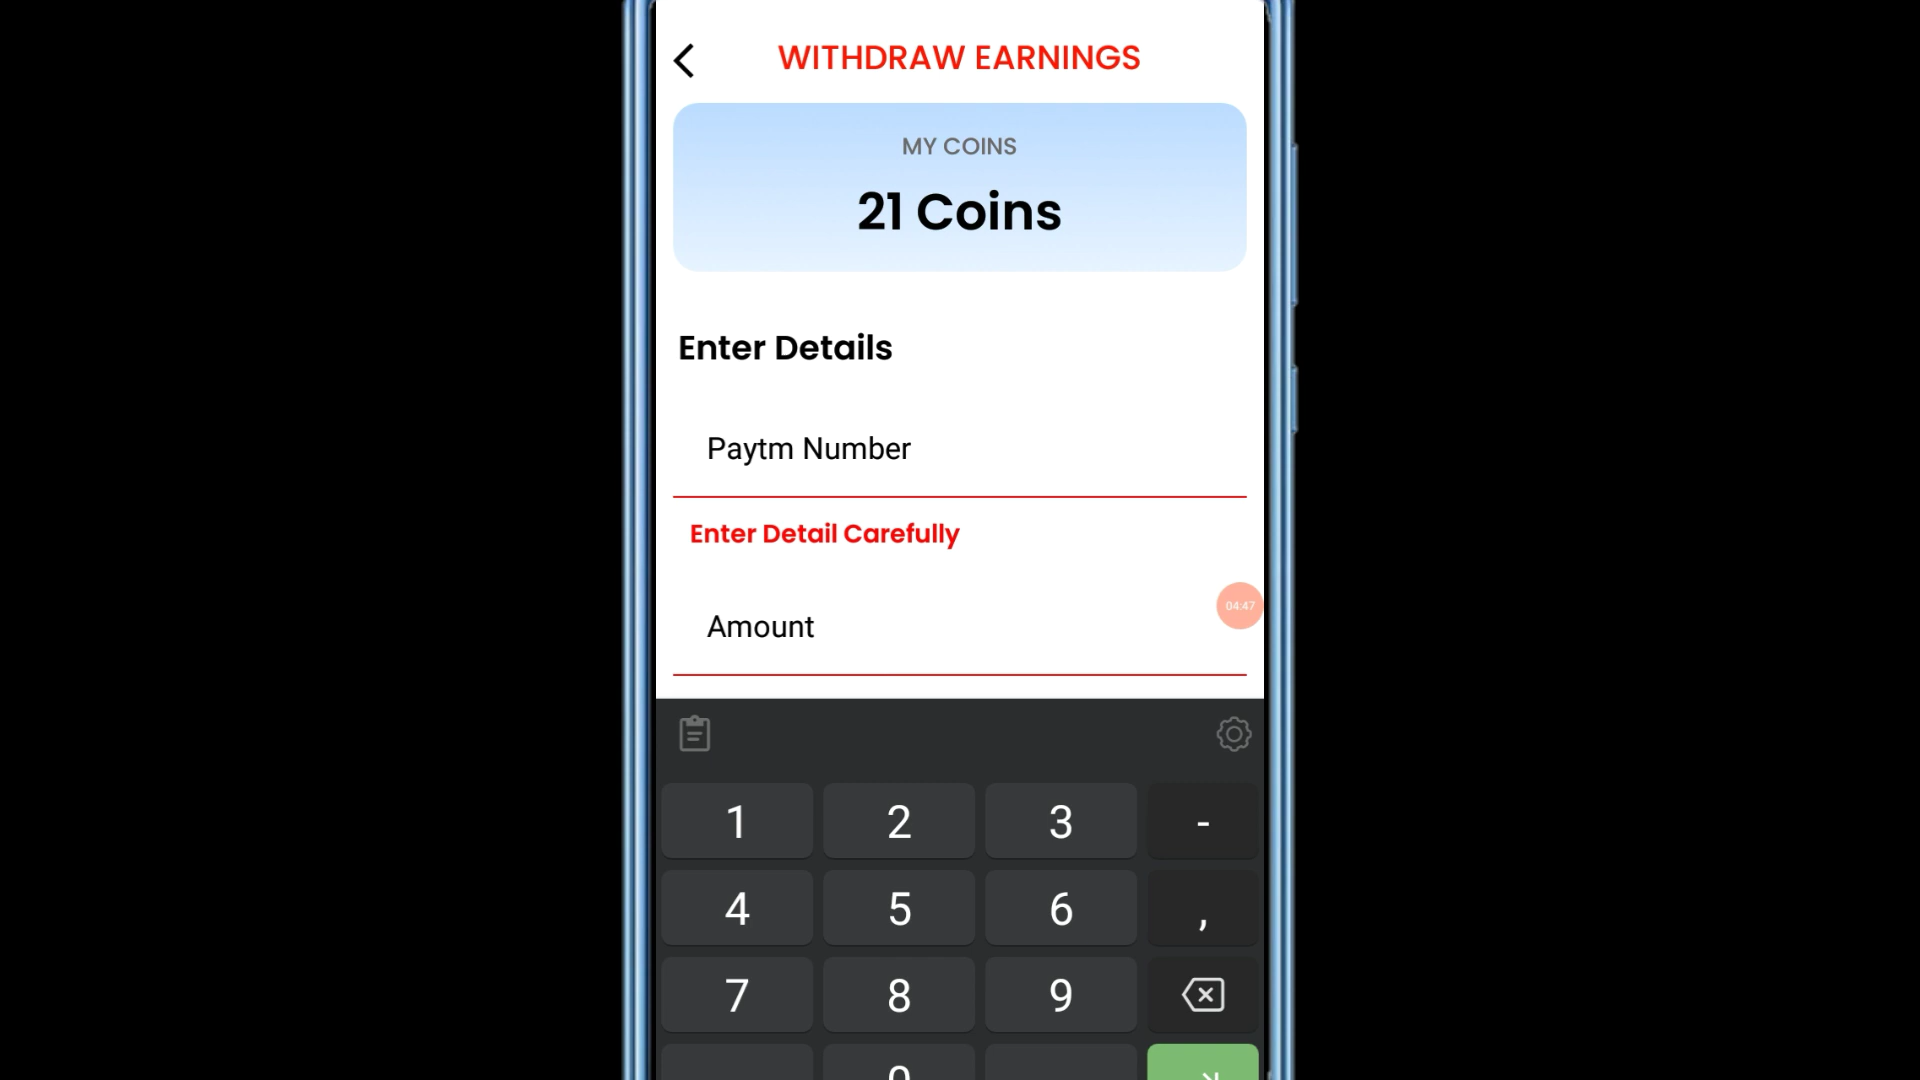 WITHDRAW EARNINGS
MY COINS
21 Coins
Enter Details
Paytm Number
Enter Detail Carefully
04:47
Amount
1 2 3 -
4 5 6 ,
7 8 9
0